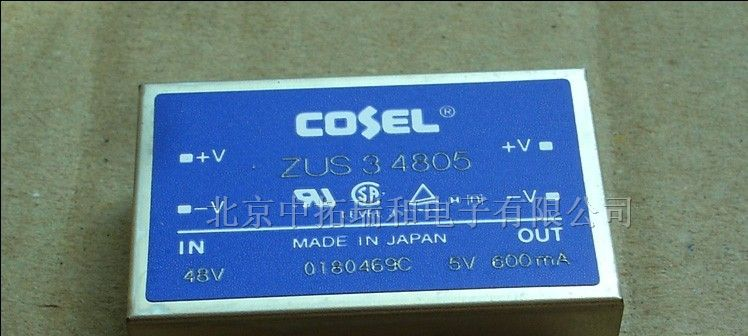 COSEL®
+V ZUS 3 4805 +V
-V -V
北京中拓瑞和电子有限公司
IN MADE IN JAPAN OUT
48V 0180469C 5V 600mA